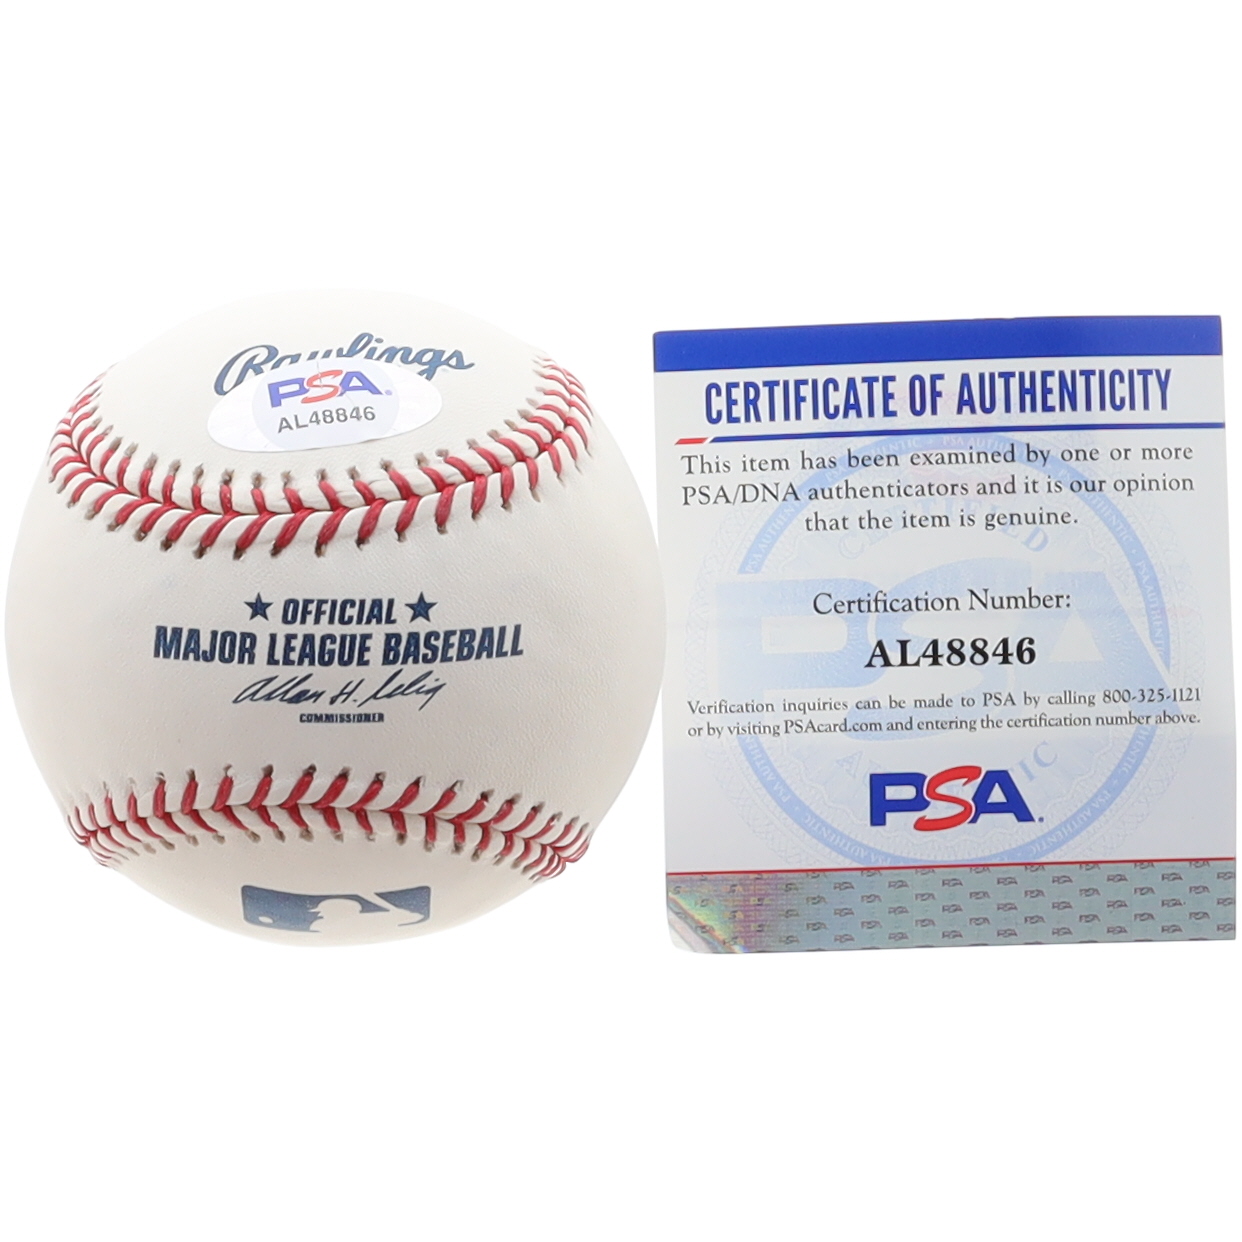 Rawlings
PSA
AL48846
★ OFFICIAL ★
MAJOR LEAGUE BASEBALL
Allan H. Selig
COMMISSIONER
CERTIFICATE OF AUTHENTICITY
This item has been examined by one or more
PSA/DNA authenticators and it is our opinion
that the item is genuine.
Certification Number:
AL48846
Verification inquiries can be made to PSA by calling 800-325-1121
or by visiting PSAcard.com and entering the certification number above.
PSA